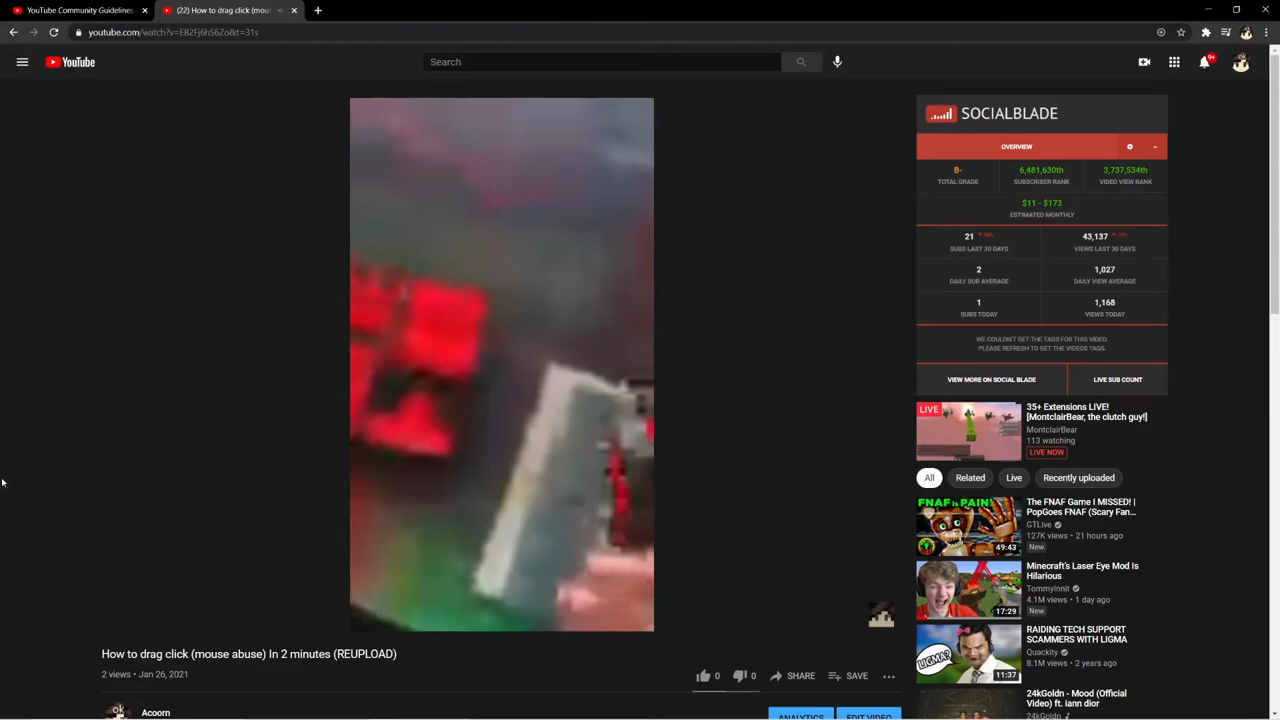 YouTube Community Guidelines
(22) How to drag click (mou
youtube.com/watch?v=EB2Fj6hS6Zo&t=31s
YouTube
Search
9+
SOCIALBLADE
OVERVIEW
B-
TOTAL GRADE
6,481,630th
SUBSCRIBER RANK
3,737,534th
VIDEO VIEW RANK
$11 - $173
ESTIMATED MONTHLY
21
SUBS LAST 30 DAYS
43,137
VIEWS LAST 30 DAYS
2
DAILY SUB AVERAGE
1,027
DAILY VIEW AVERAGE
1
SUBS TODAY
1,168
VIEWS TODAY
WE COULDN'T GET THE TAGS FOR THIS VIDEO.
PLEASE REFRESH TO GET THE VIDEOS TAGS.
VIEW MORE ON SOCIAL BLADE
LIVE SUB COUNT
LIVE
35+ Extensions LIVE!
[MontclairBear, the clutch guy!]
MontclairBear
113 watching
LIVE NOW
All
Related
Live
Recently uploaded
FNAF is PAIN!
49:43
The FNAF Game I MISSED! |
PopGoes FNAF (Scary Fan...
GTLive
127K views • 21 hours ago
New
17:29
Minecraft's Laser Eye Mod Is
Hilarious
TommyInnit
4.1M views • 1 day ago
New
LIGMA?
11:37
RAIDING TECH SUPPORT
SCAMMERS WITH LIGMA
Quackity
8.1M views • 2 years ago
24kGoldn - Mood (Official
Video) ft. iann dior
24kGoldn
How to drag click (mouse abuse) In 2 minutes (REUPLOAD)
2 views • Jan 26, 2021
0
0
SHARE
SAVE
ok
Acoorn
ANALYTICS
EDIT VIDEO